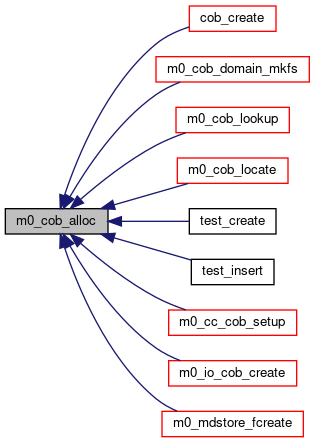 cob_create
m0_cob_domain_mkfs
m0_cob_lookup
m0_cob_locate
m0_cob_alloc
test_create
test_insert
m0_cc_cob_setup
m0_io_cob_create
m0_mdstore_fcreate